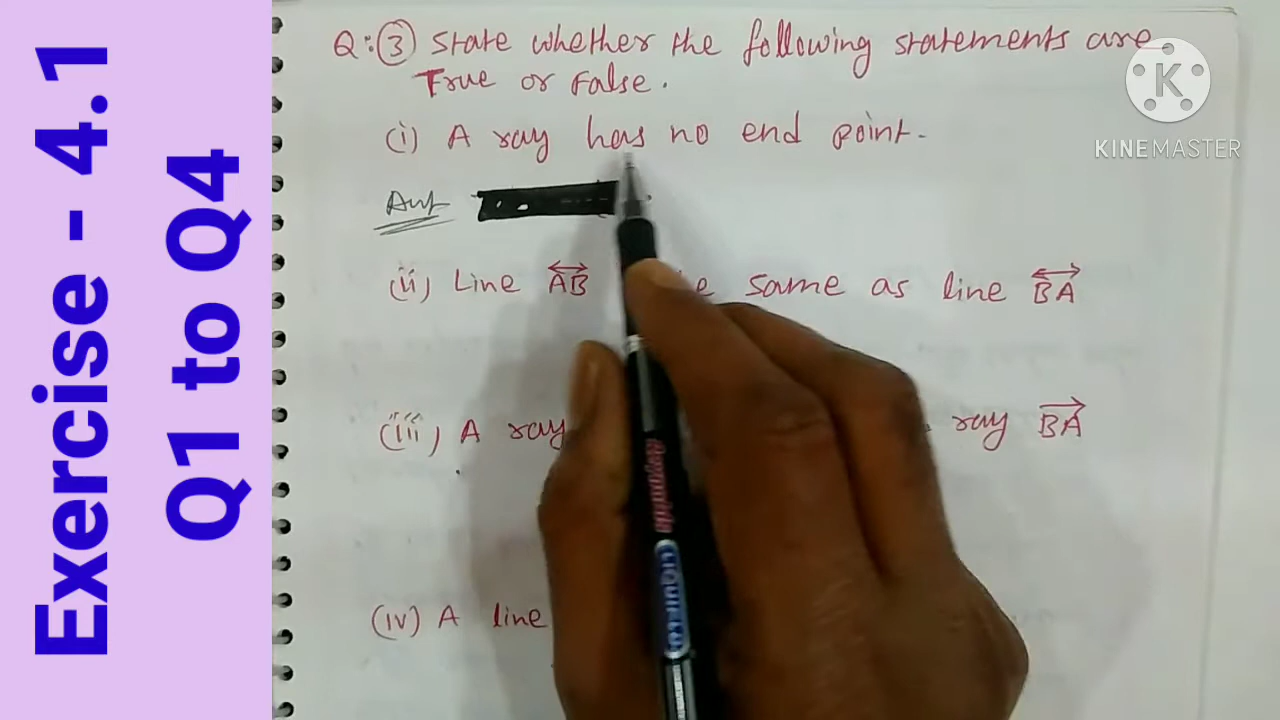 Exercise - 4.1
Q1 to Q4
Q:③ State whether the following statements are
True or False.
(i) A ray has no end point.
Ans
(ii) Line AB same as line BA
(iii) A ray ray BA
(iv) A line
KINEMASTER